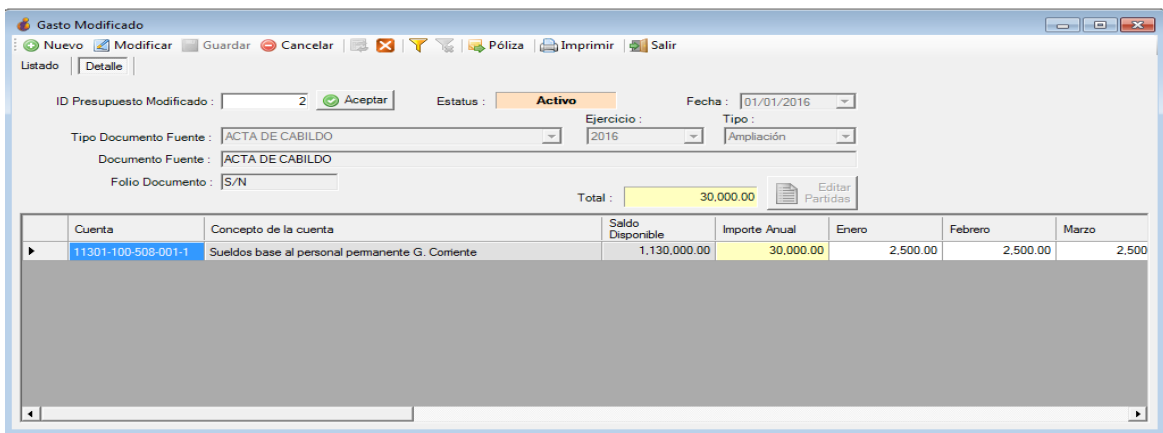 Gasto Modificado
Nuevo Modificar Guardar Cancelar Póliza Imprimir Salir
Listado Detalle
ID Presupuesto Modificado : 2 Aceptar Estatus : Activo Fecha : 01/01/2016
Ejercicio : Tipo :
Tipo Documento Fuente : ACTA DE CABILDO 2016 Ampliación
Documento Fuente : ACTA DE CABILDO
Folio Documento : S/N
Total : 30,000.00 Editar Partidas
Cuenta Concepto de la cuenta Saldo Disponible Importe Anual Enero Febrero Marzo
11301-100-508-001-1 Sueldos base al personal permanente G. Corriente 1,130,000.00 30,000.00 2,500.00 2,500.00 2,500